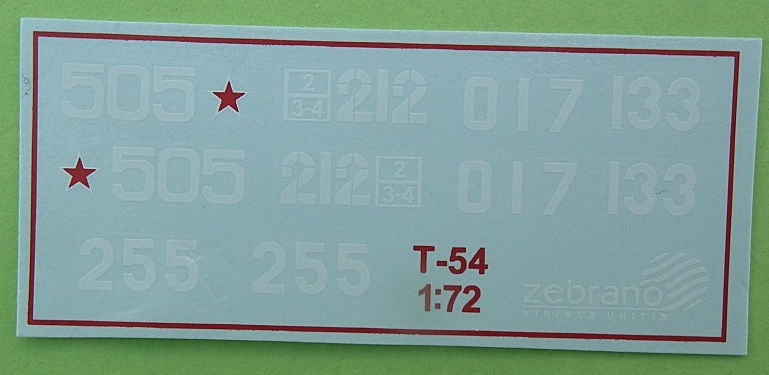 505 2 3-4 212 017 133
505 212 2 3-4 017 133
255 255 T-54
1:72
zebrano
VIRIBUS UNITIS